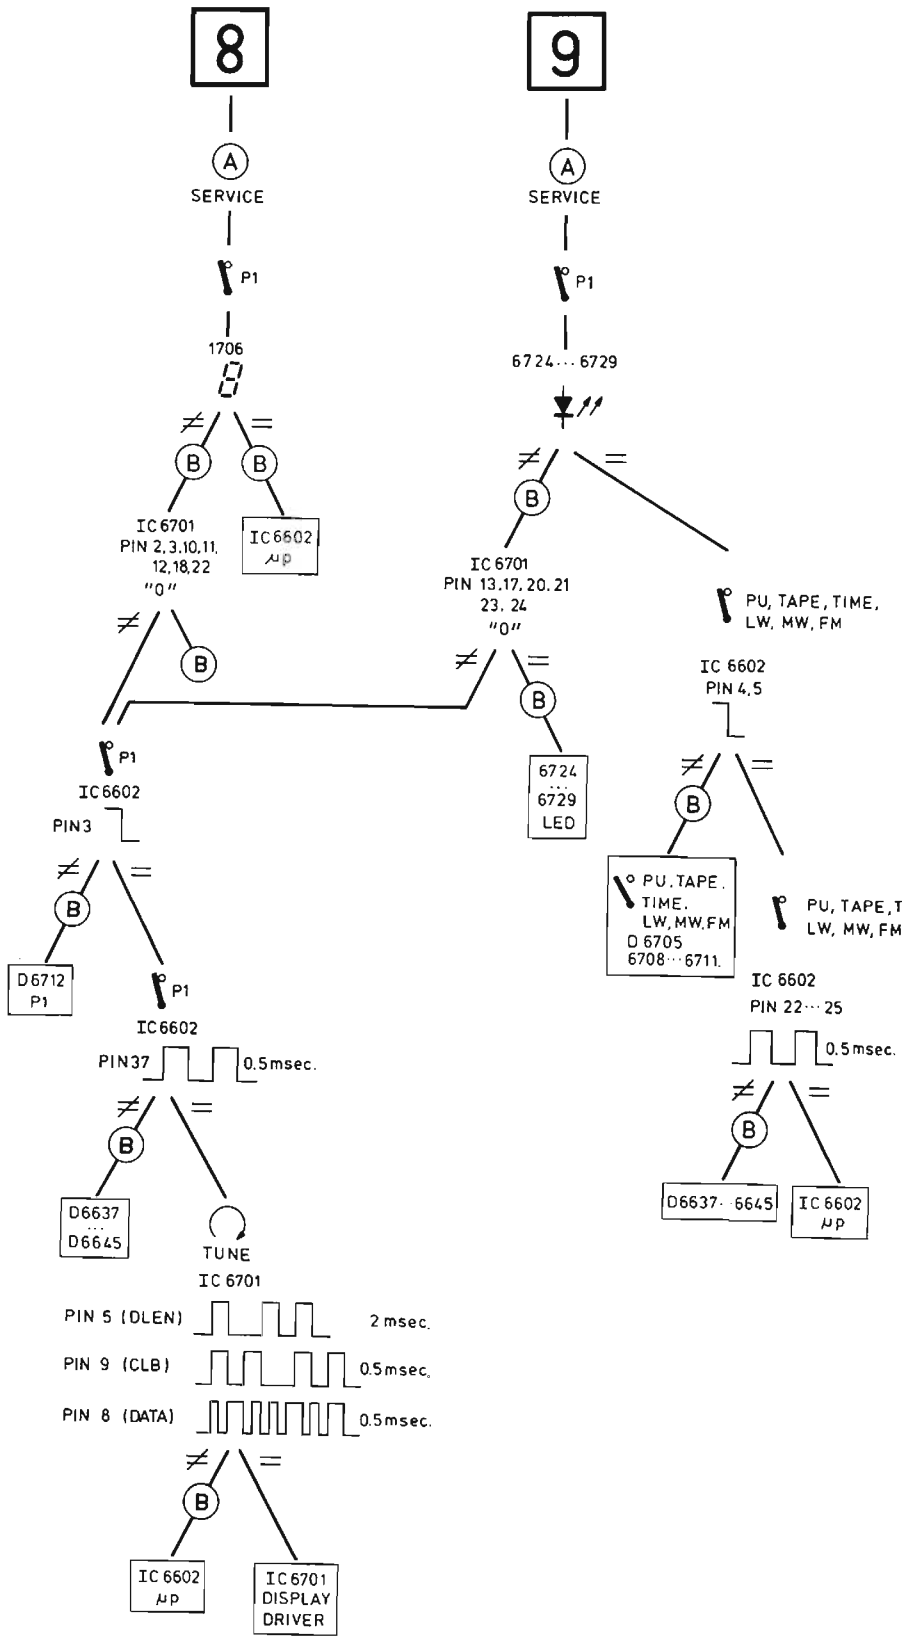 8
A
SERVICE
P1
1706
8
≠ =
B B
IC 6701
PIN 2,3,10,11,
12,18,22
"0"
IC 6602
μp
≠
B
P1
IC 6602
PIN3
≠ =
B
D 6712
P1
P1
IC 6602
PIN37 0.5 msec.
≠ =
B
D6637
...
D6645
TUNE
IC 6701
PIN 5 (DLEN) 2 msec.
PIN 9 (CLB) 0.5 msec.
PIN 8 (DATA) 0.5 msec.
≠ =
B
IC 6602
μp
IC 6701
DISPLAY
DRIVER
9
A
SERVICE
P1
6724...6729
≠ =
B
IC 6701
PIN 13,17,20,21
23,24
"0"
≠ =
B
6724
...
6729
LED
PU, TAPE, TIME,
LW, MW, FM
IC 6602
PIN 4,5
≠ =
B
PU, TAPE,
TIME,
LW, MW, FM
D 6705
6708...6711.
PU, TAPE, T
LW, MW, FM
IC 6602
PIN 22...25
0.5 msec.
≠ =
B
D6637...6645
IC 6602
μp